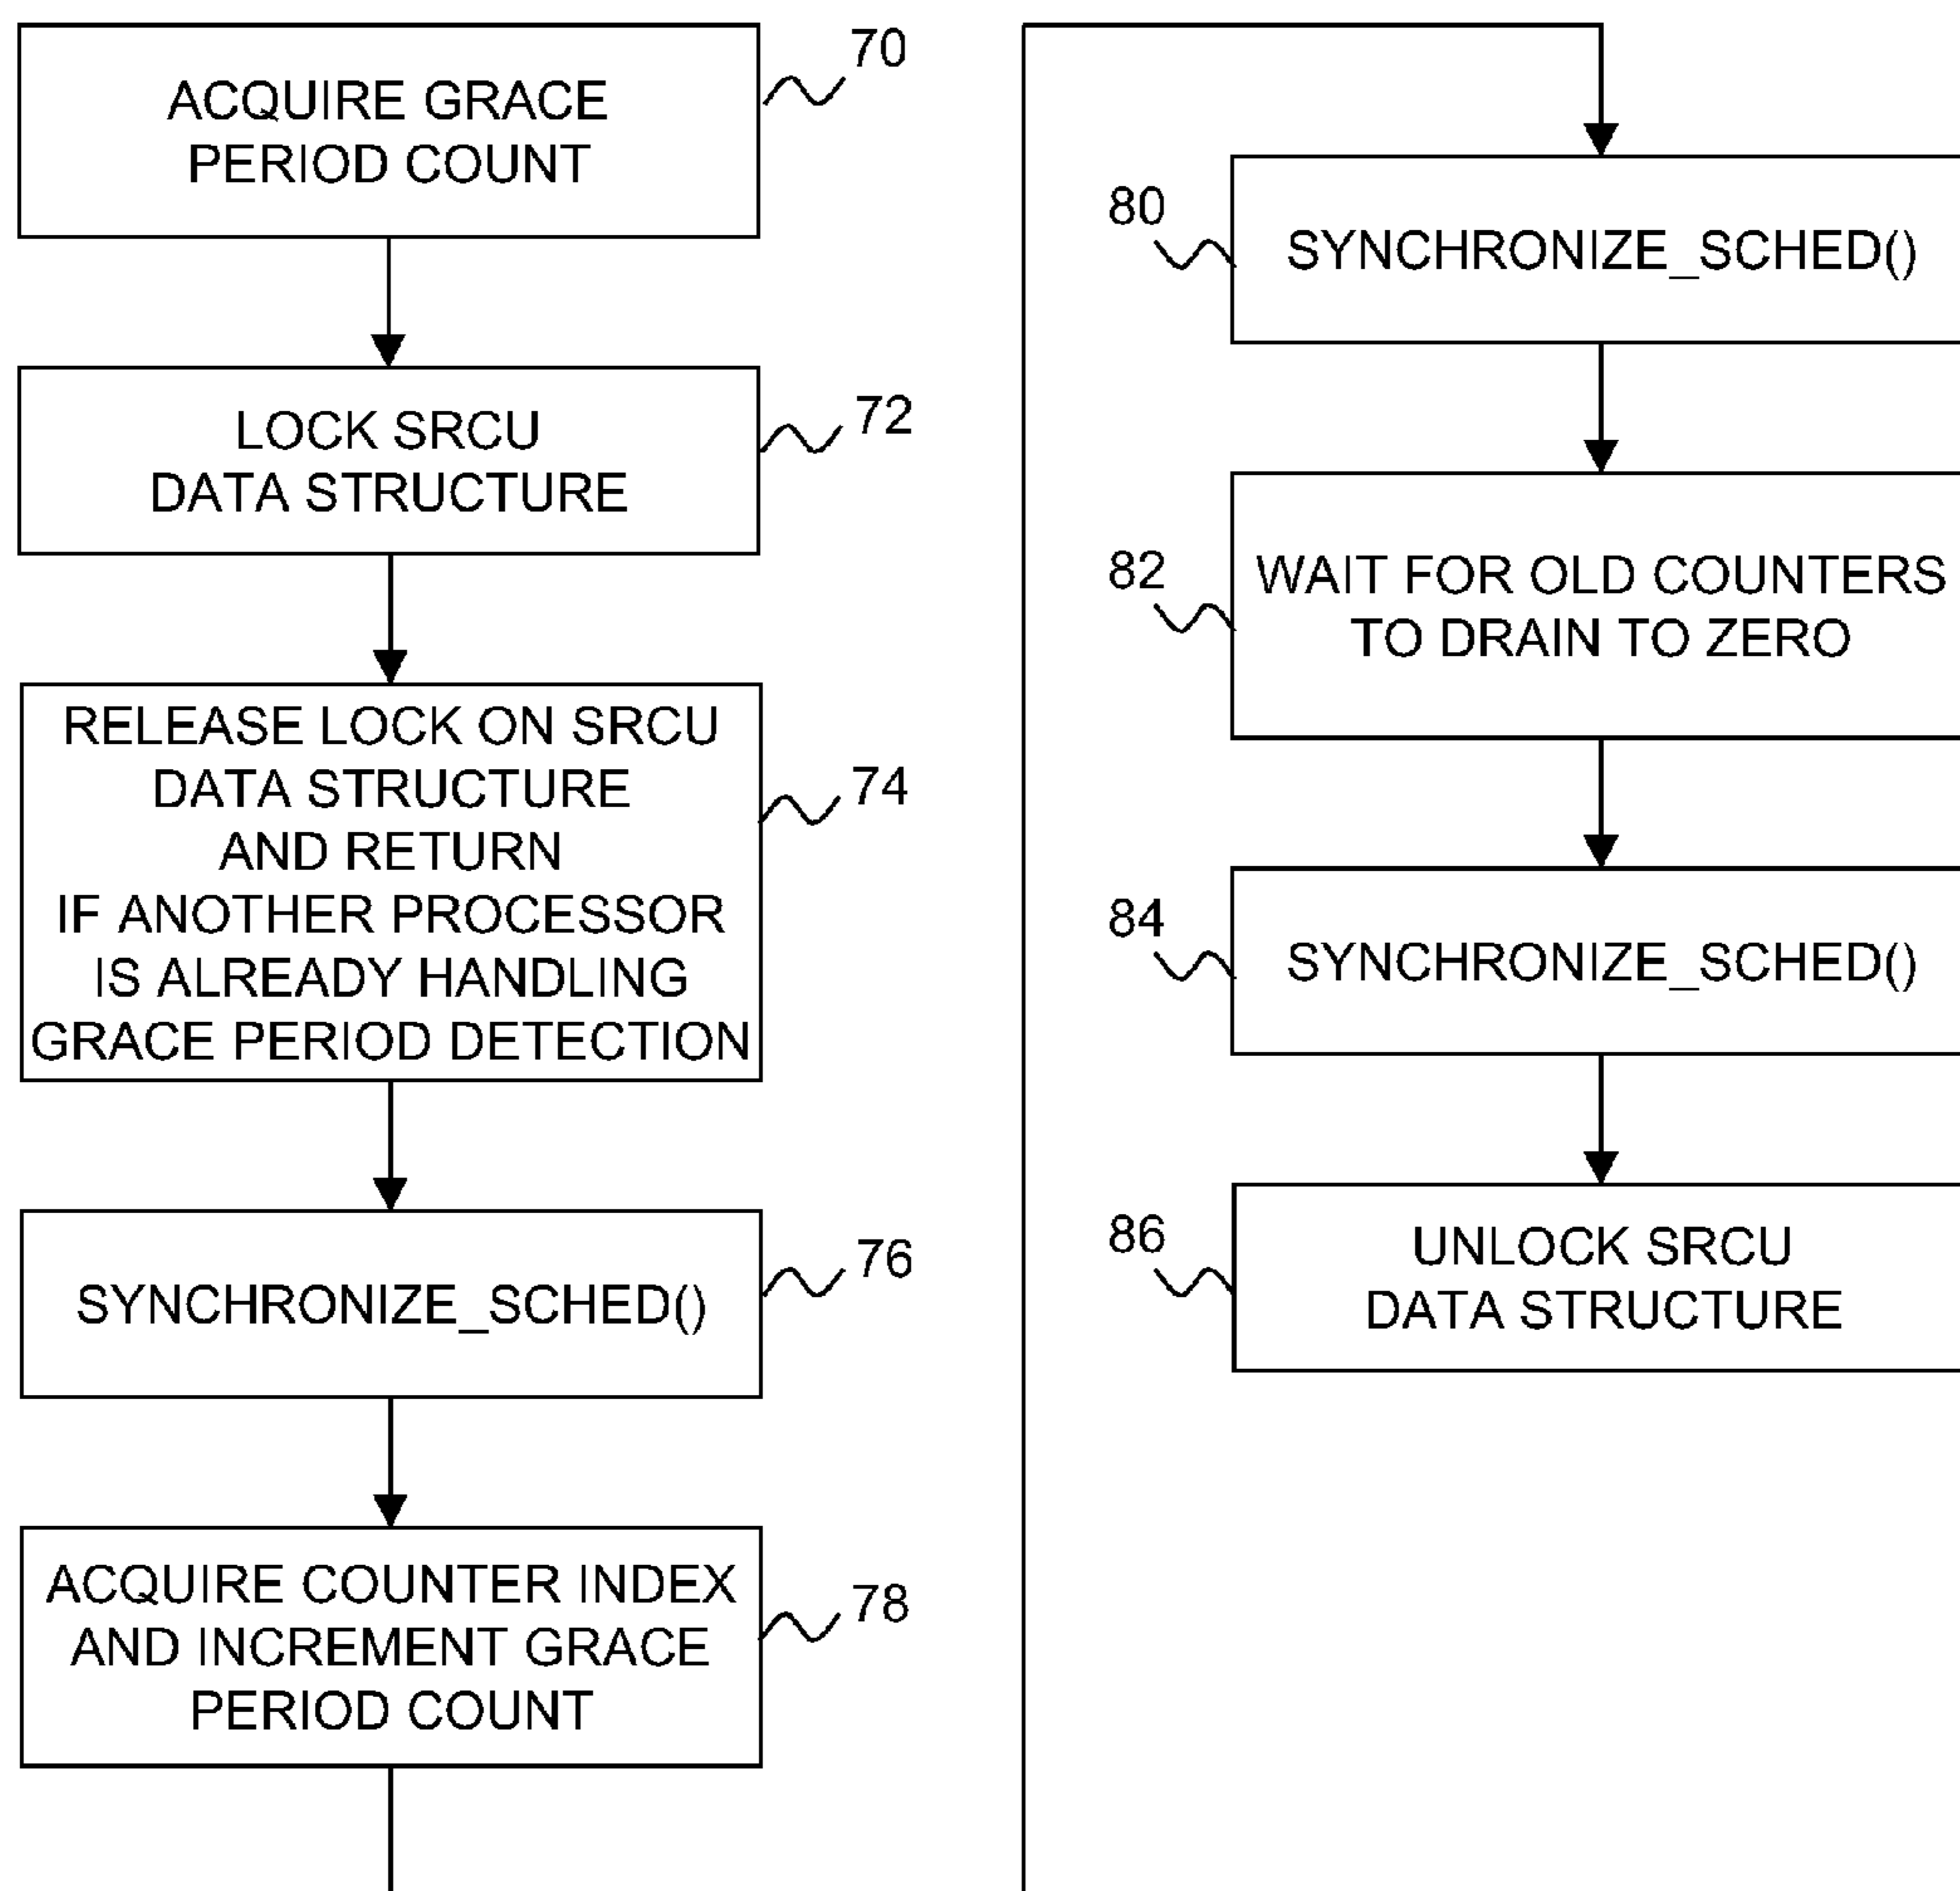 ACQUIRE GRACE
PERIOD COUNT
70
LOCK SRCU
DATA STRUCTURE
72
RELEASE LOCK ON SRCU
DATA STRUCTURE
AND RETURN
IF ANOTHER PROCESSOR
IS ALREADY HANDLING
GRACE PERIOD DETECTION
74
SYNCHRONIZE_SCHED()
76
ACQUIRE COUNTER INDEX
AND INCREMENT GRACE
PERIOD COUNT
78
80
SYNCHRONIZE_SCHED()
82
WAIT FOR OLD COUNTERS
TO DRAIN TO ZERO
84
SYNCHRONIZE_SCHED()
86
UNLOCK SRCU
DATA STRUCTURE